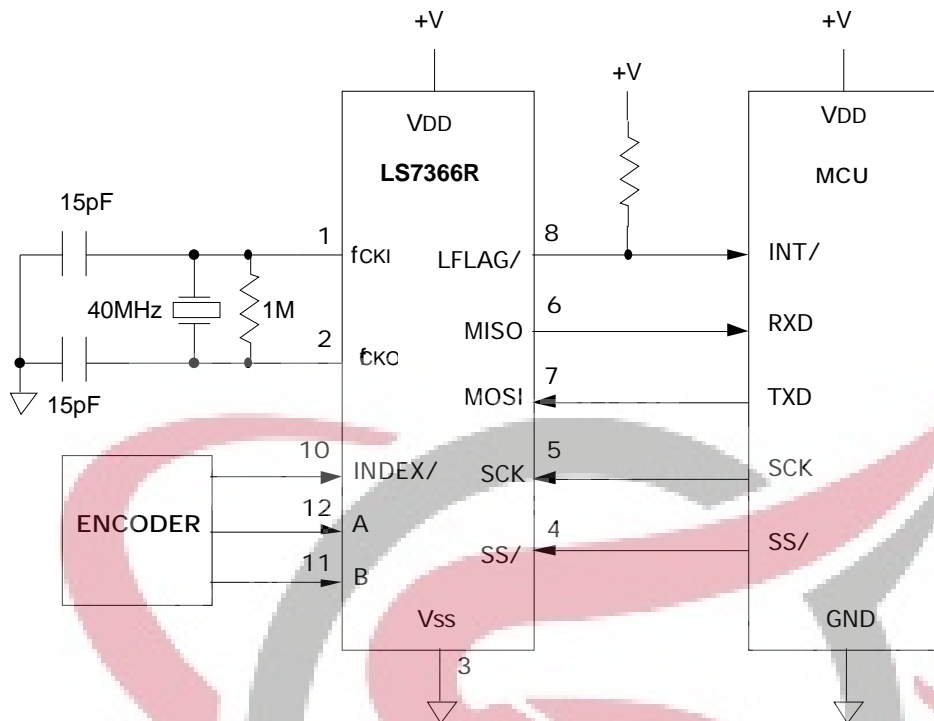 +V
+V
+V
VDD
LS7366R
VDD
MCU
15pF
1
fCKI
8
LFLAG/
INT/
40MHz
1M
6
MISO
RXD
2
fCKO
15pF
7
MOSI
TXD
10
INDEX/
5
SCK
SCK
ENCODER
12
A
4
SS/
SS/
11
B
Vss
3
GND